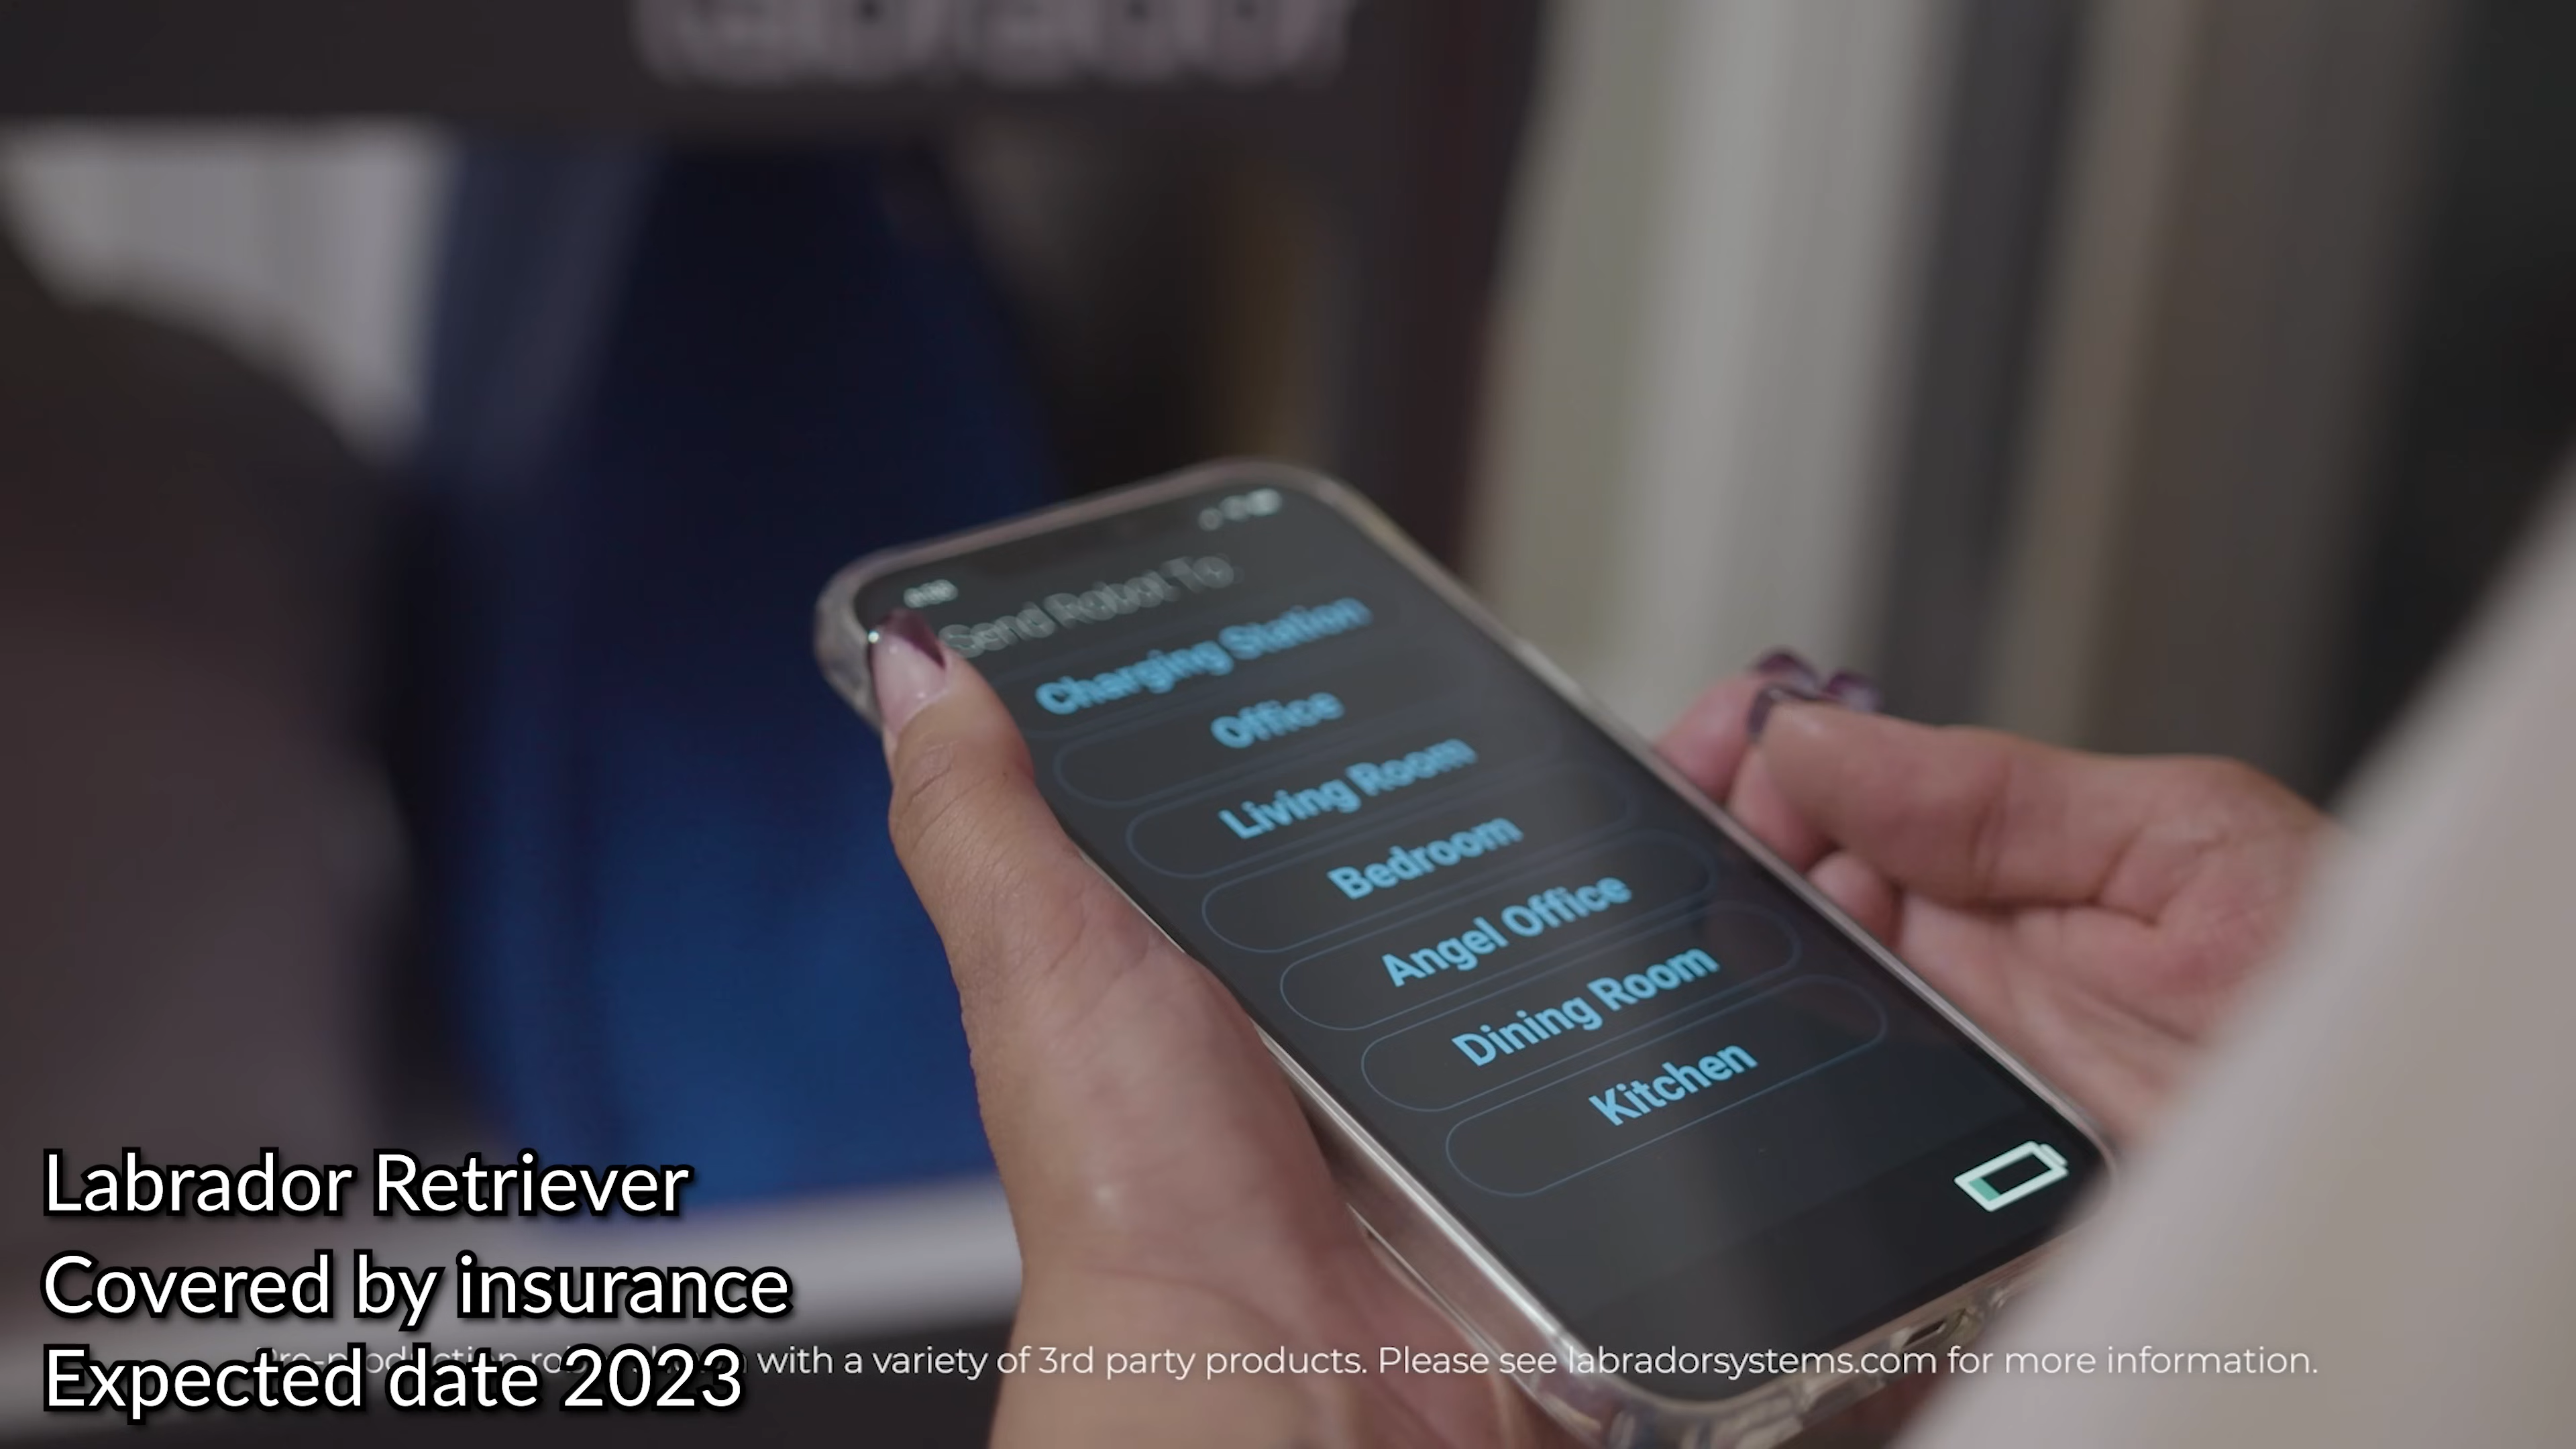 labrador
Send Robot To:
Charging Station
Office
Living Room
Bedroom
Angel Office
Dining Room
Kitchen
Labrador Retriever
Covered by insurance
Expected date 2023
with a variety of 3rd party products. Please see labradorsystems.com for more information.